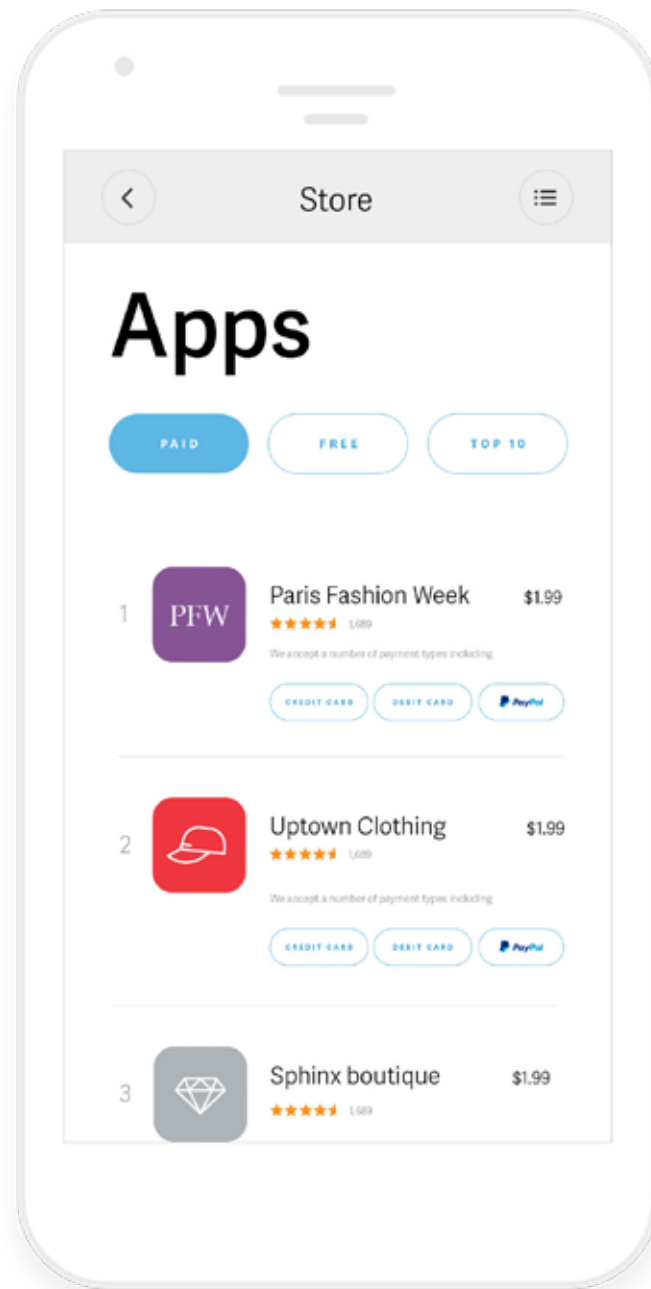 Store
Apps
PAID FREE TOP 10
1 PFW Paris Fashion Week $1.99
1,689
We accept a number of payment types including
CREDIT CARD DEBIT CARD PayPal
2 Uptown Clothing $1.99
1,689
We accept a number of payment types including
CREDIT CARD DEBIT CARD PayPal
3 Sphinx boutique $1.99
1,689